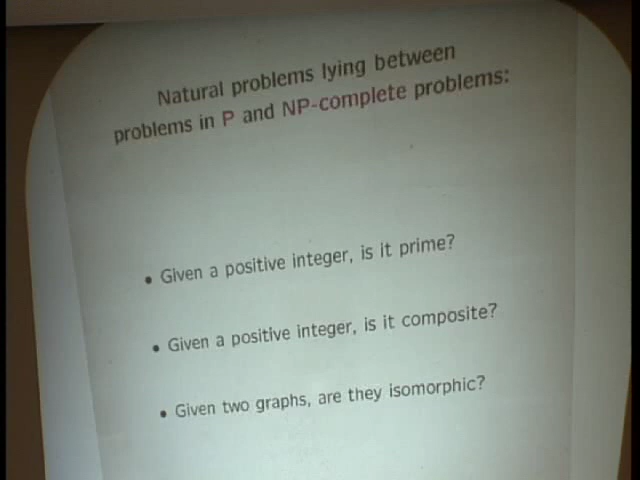 Natural problems lying between
problems in P and NP-complete problems:
• Given a positive integer, is it prime?
• Given a positive integer, is it composite?
• Given two graphs, are they isomorphic?